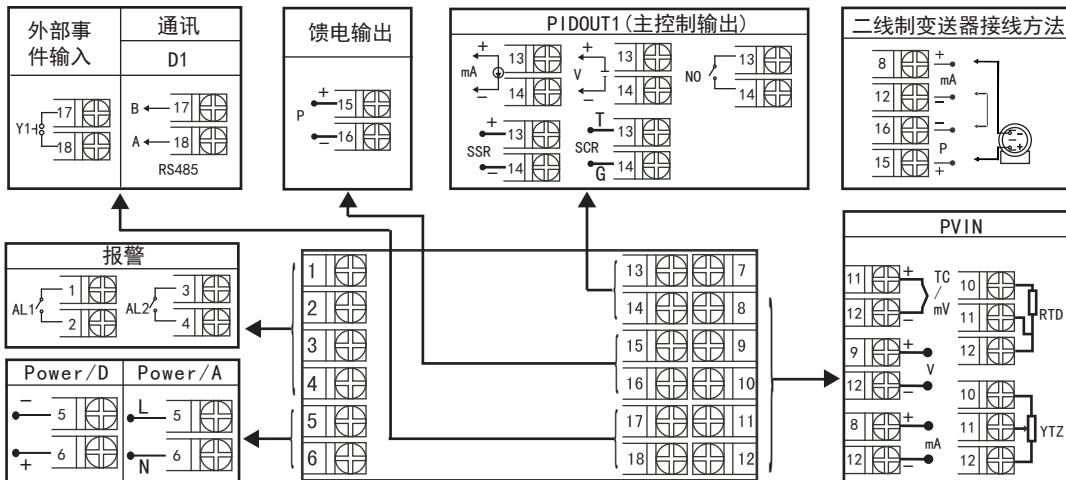 外部事
件输入
Y1
17
18
通讯
D1
B
17
A
18
RS485
馈电输出
P
+
15
-
16
PIDOUT1(主控制输出)
+
13
mA
-
14
+
13
V
-
14
NO
13
14
+
13
SSR
-
14
T
13
SCR
G
14
二线制变送器接线方法
8
+
mA
12
-
16
-
P
15
+
-
-
+
报警
AL1
1
2
AL2
3
4
Power/D
-
5
+
6
Power/A
L
5
N
6
1
2
3
4
5
6
13
7
14
8
15
9
16
10
17
11
18
12
PVIN
11
+
TC
/
mV
12
-
9
+
V
12
-
8
+
mA
12
-
10
11
RTD
12
10
11
YTZ
12